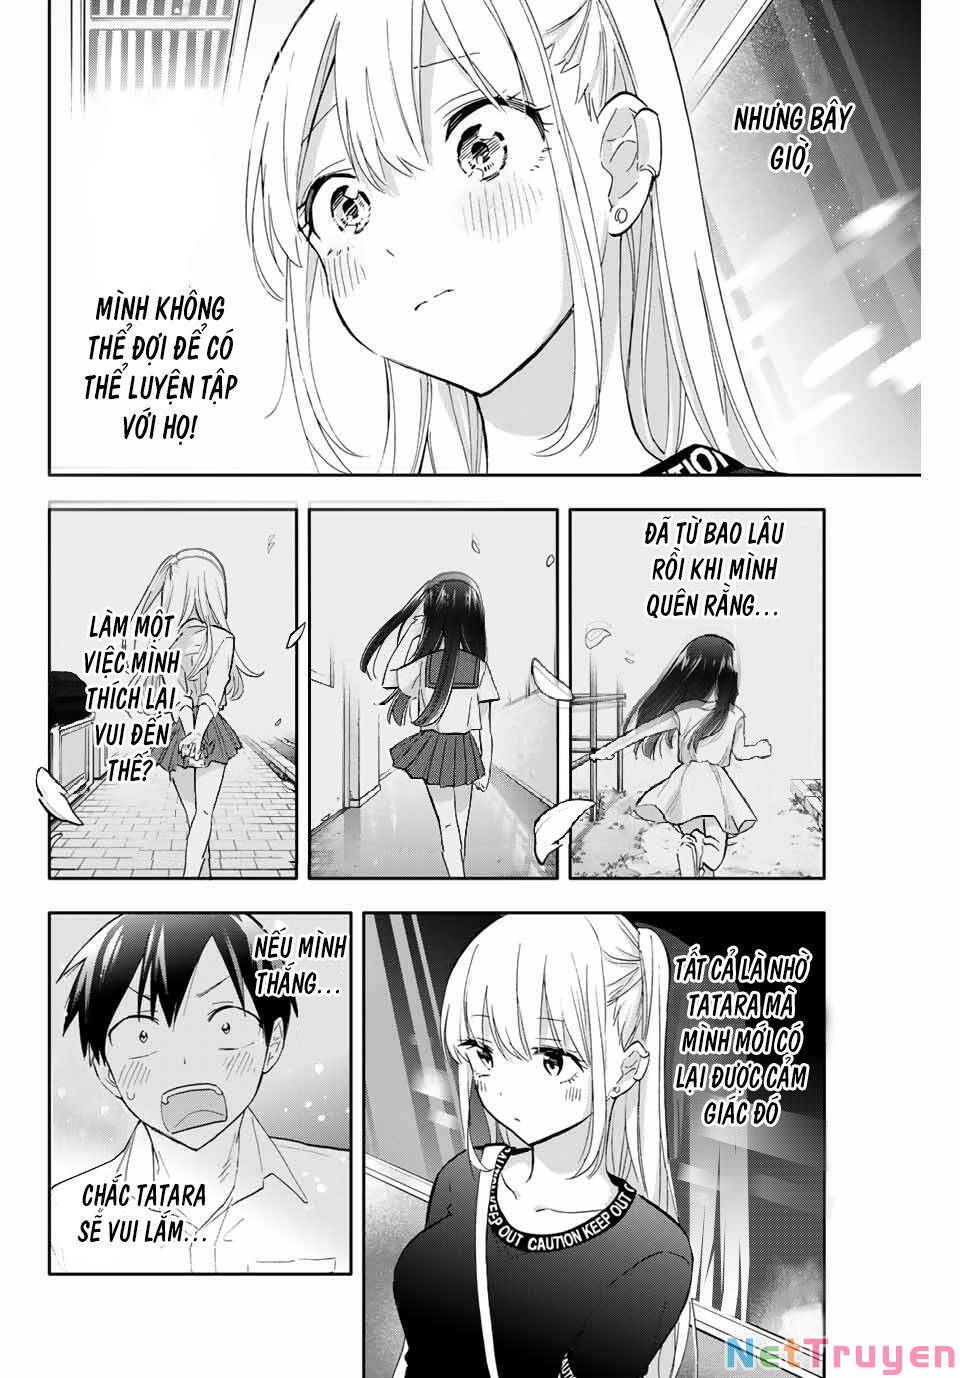 NHƯNG BÂY
GIỜ,
MÌNH KHÔNG
THỂ ĐỢI ĐỂ CÓ
THỂ LUYỆN TẬP
VỚI HỌ!
CAUTION
ĐÃ TỪ BAO LÂU
RỒI KHI MÌNH
QUÊN RẰNG...
LÀM MỘT
VIỆC MÌNH
THÍCH LẠI
VUI ĐẾN
THẾ?
TẤT CẢ LÀ NHỜ
TATARA MÀ
MÌNH MỚI CÓ
LẠI ĐƯỢC CẢM
GIÁC ĐÓ
KEEP OUT CAUTION KEEP OUT
NẾU MÌNH
THẮNG...
CHẮC TATARA
SẼ VUI LẮM...
NetTruyen